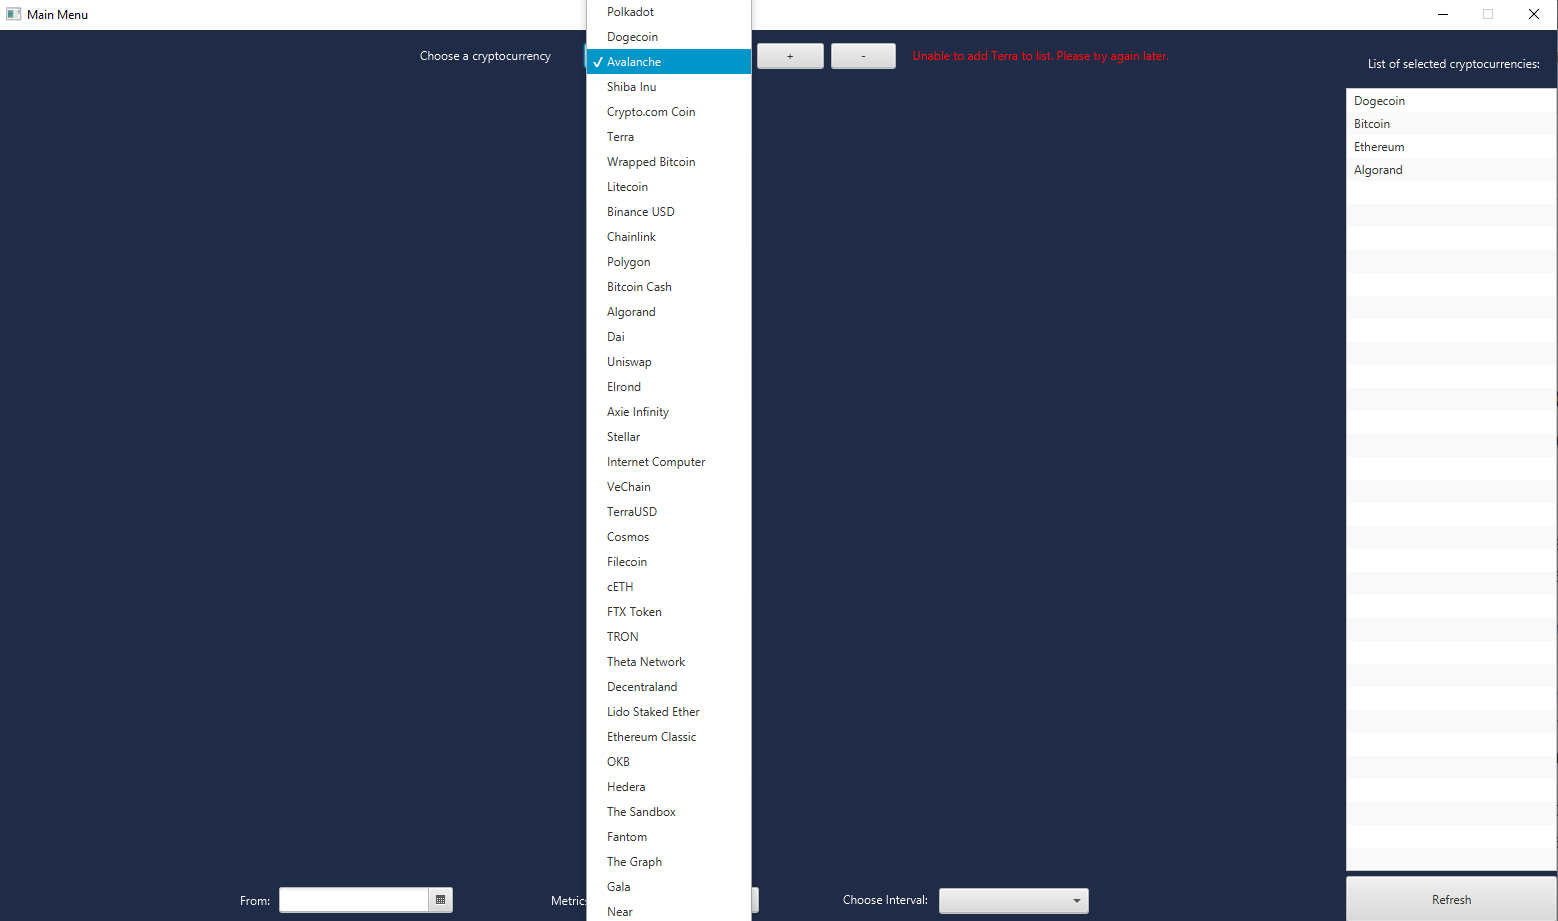 Main Menu
Choose a cryptocurrency
+
-
Unable to add Terra to list. Please try again later.
List of selected cryptocurrencies:
Polkadot
Dogecoin
Avalanche
Shiba Inu
Crypto.com Coin
Terra
Wrapped Bitcoin
Litecoin
Binance USD
Chainlink
Polygon
Bitcoin Cash
Algorand
Dai
Uniswap
Elrond
Axie Infinity
Stellar
Internet Computer
VeChain
TerraUSD
Cosmos
Filecoin
cETH
FTX Token
TRON
Theta Network
Decentraland
Lido Staked Ether
Ethereum Classic
OKB
Hedera
The Sandbox
Fantom
The Graph
Gala
Near
Dogecoin
Bitcoin
Ethereum
Algorand
From:
Metric
Choose Interval:
Refresh